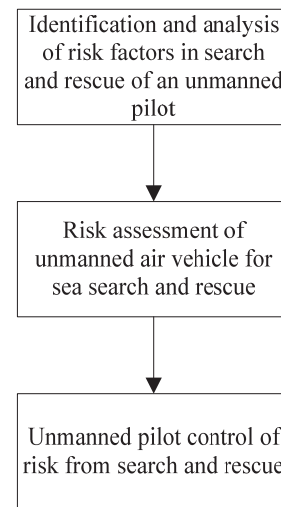 Identification and analysis
of risk factors in search
and rescue of an unmanned
pilot
Risk assessment of
unmanned air vehicle for
sea search and rescue
Unmanned pilot control of
risk from search and rescue